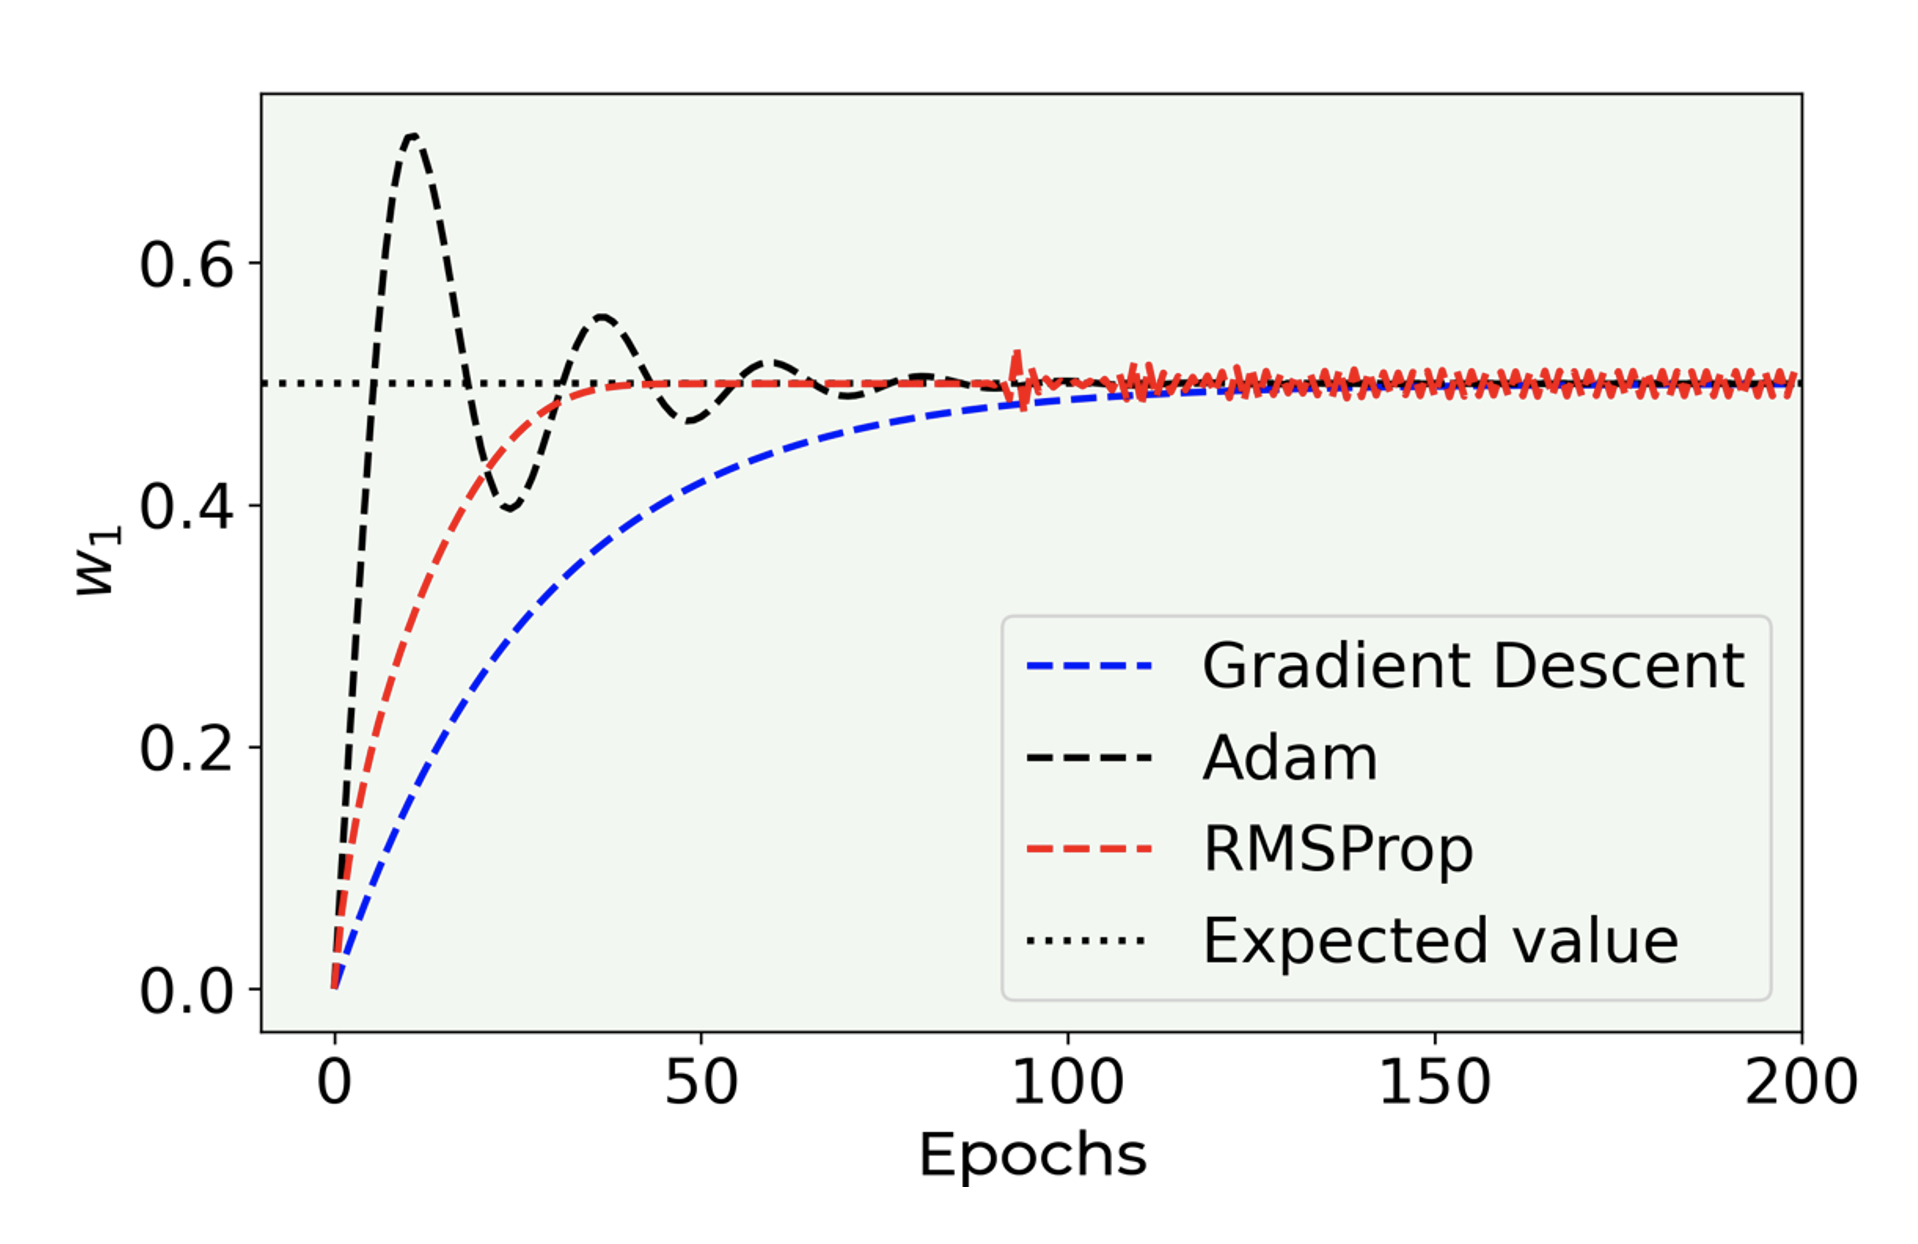 0.6
0.4
0.2
0.0
w1
0 50 100 150 200
Epochs
Gradient Descent
Adam
RMSProp
Expected value